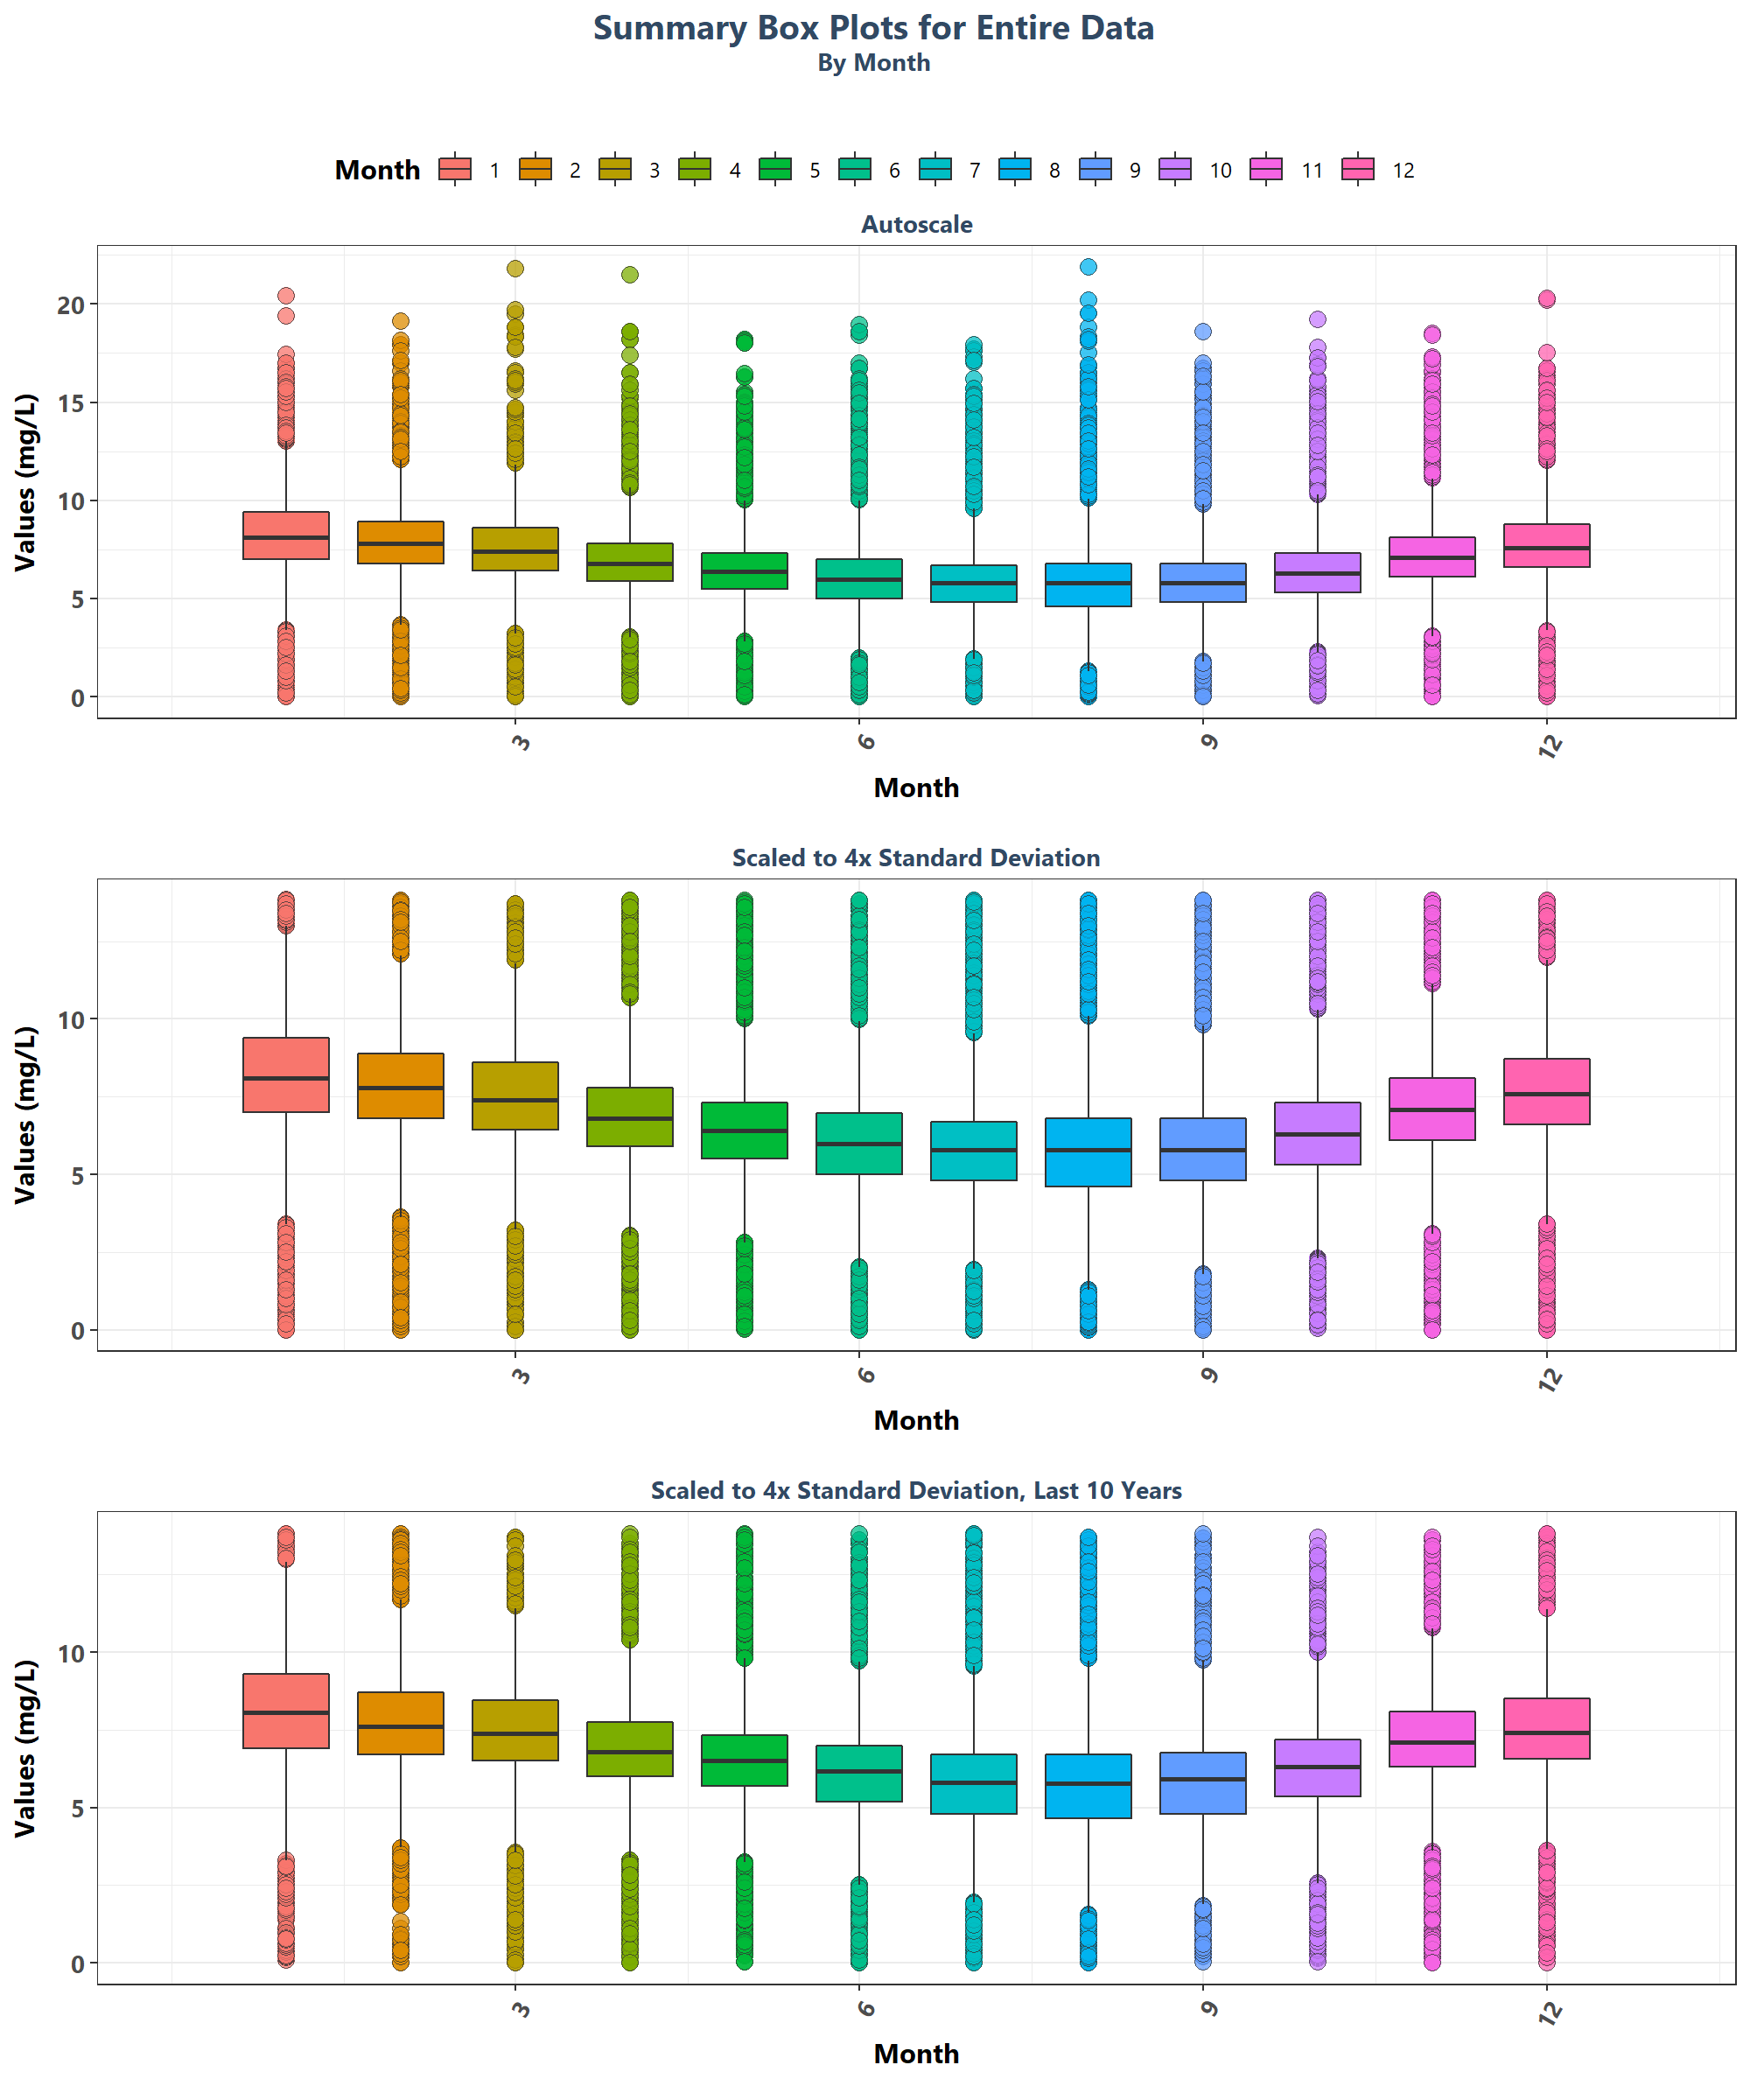 Summary Box Plots for Entire Data
By Month
Month 1 2 3 4 5 6 7 8 9 10 11 12
Autoscale
Values (mg/L)
20
15
10
5
0
3 6 9 12
Month
Scaled to 4x Standard Deviation
Values (mg/L)
10
5
0
3 6 9 12
Month
Scaled to 4x Standard Deviation, Last 10 Years
Values (mg/L)
10
5
0
3 6 9 12
Month